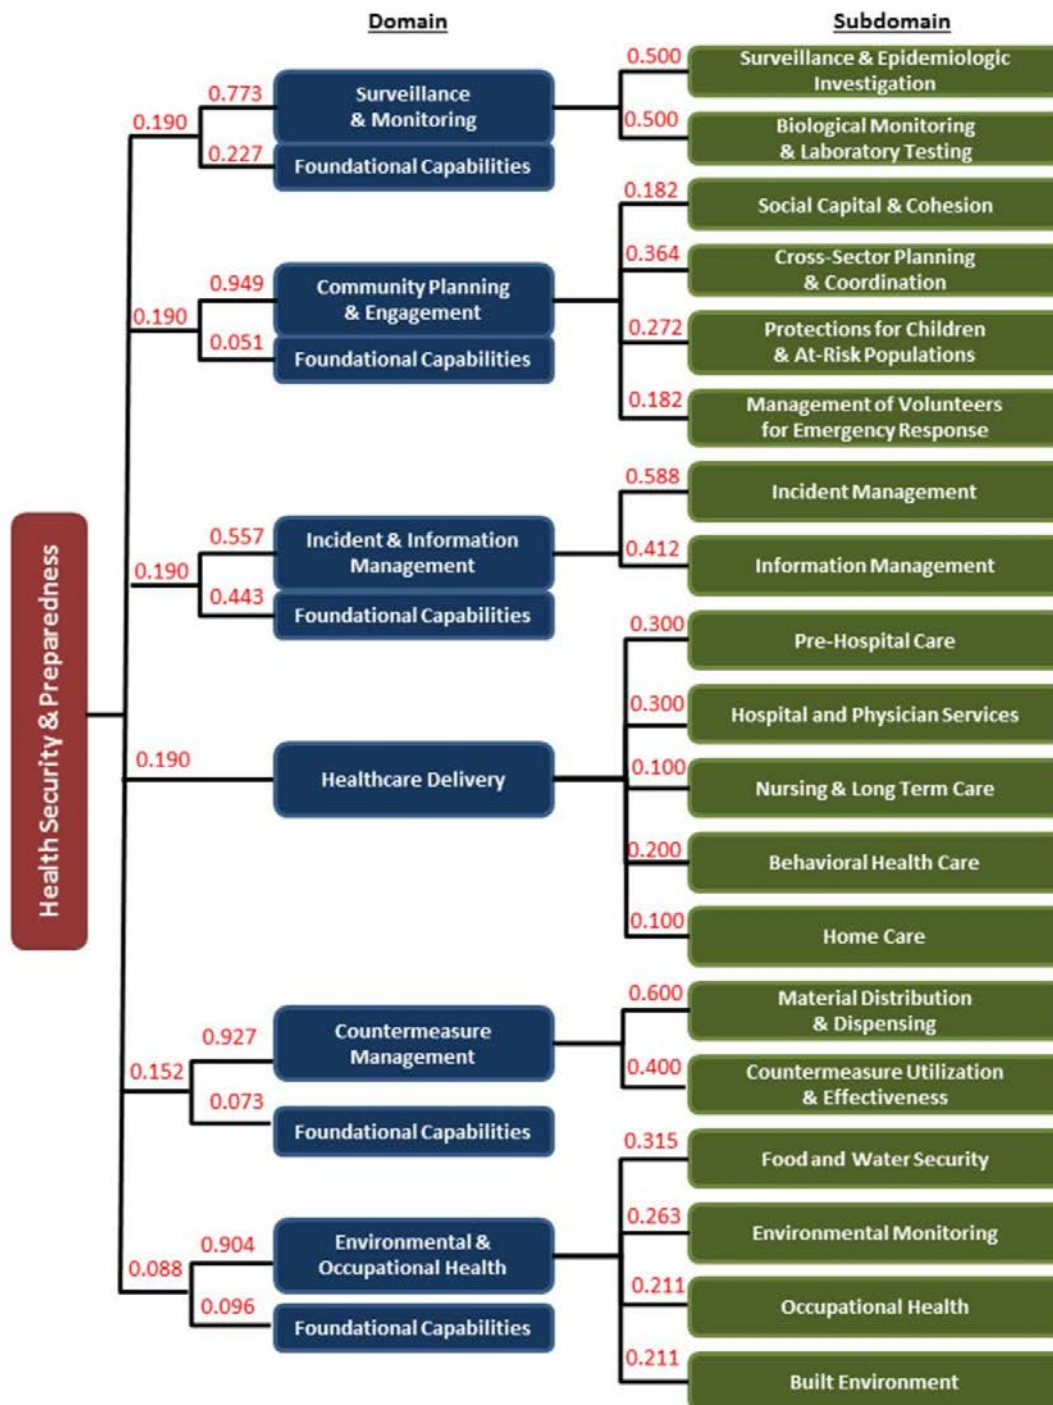 Domain
Subdomain
Health Security & Preparedness
0.190
0.773
Surveillance
& Monitoring
0.227
Foundational Capabilities
0.500
Surveillance & Epidemiologic
Investigation
0.500
Biological Monitoring
& Laboratory Testing
0.190
0.949
Community Planning
& Engagement
0.051
Foundational Capabilities
0.182
Social Capital & Cohesion
0.364
Cross-Sector Planning
& Coordination
0.272
Protections for Children
& At-Risk Populations
0.182
Management of Volunteers
for Emergency Response
0.190
0.557
Incident & Information
Management
0.443
Foundational Capabilities
0.588
Incident Management
0.412
Information Management
0.190
Healthcare Delivery
0.300
Pre-Hospital Care
0.300
Hospital and Physician Services
0.100
Nursing & Long Term Care
0.200
Behavioral Health Care
0.100
Home Care
0.152
0.927
Countermeasure
Management
0.073
Foundational Capabilities
0.600
Material Distribution
& Dispensing
0.400
Countermeasure Utilization
& Effectiveness
0.088
0.904
Environmental &
Occupational Health
0.096
Foundational Capabilities
0.315
Food and Water Security
0.263
Environmental Monitoring
0.211
Occupational Health
0.211
Built Environment